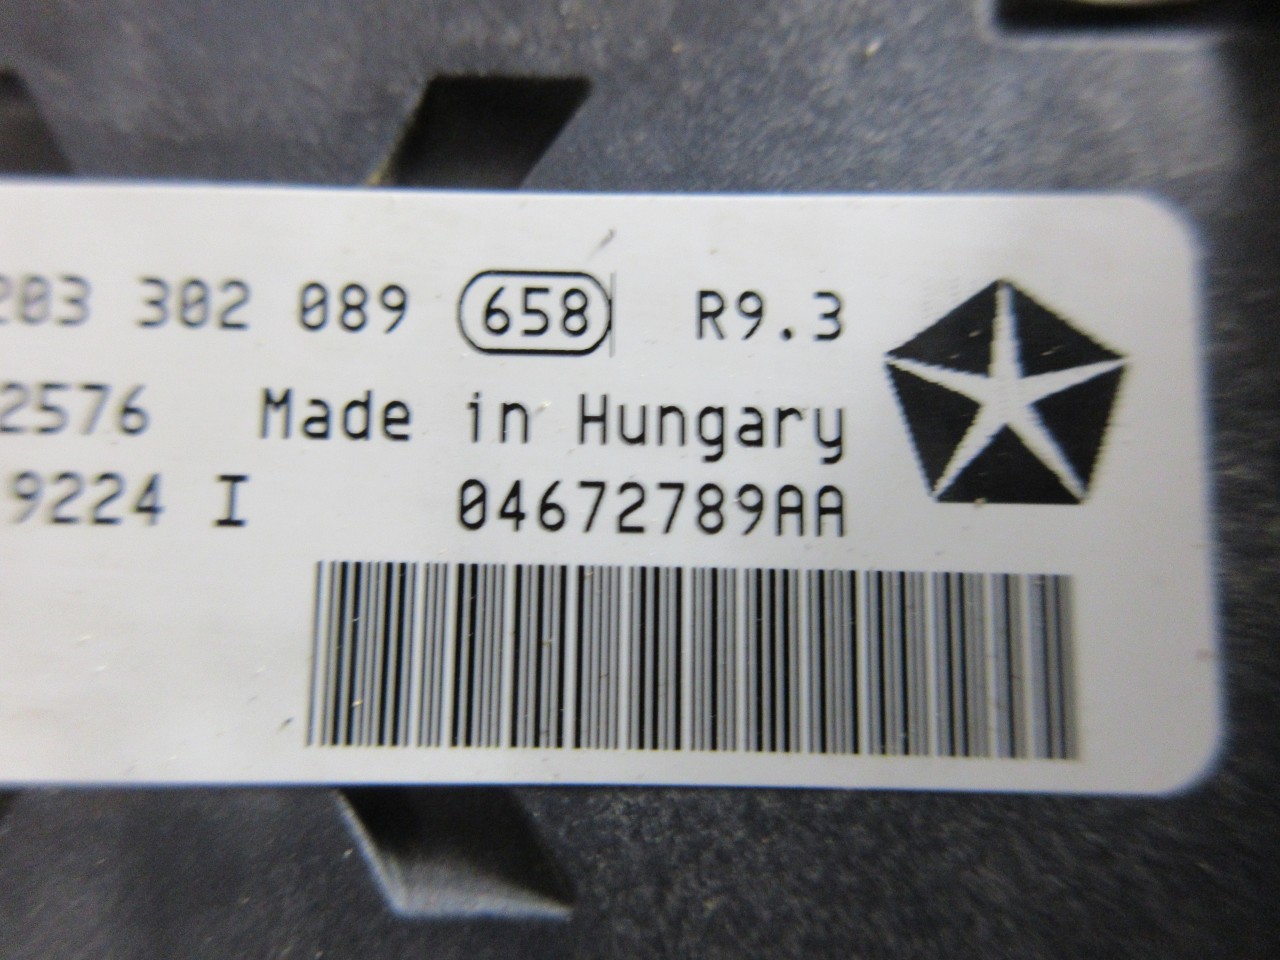 203 302 089 658 R9.3
2576 Made in Hungary
9224 I 04672789AA